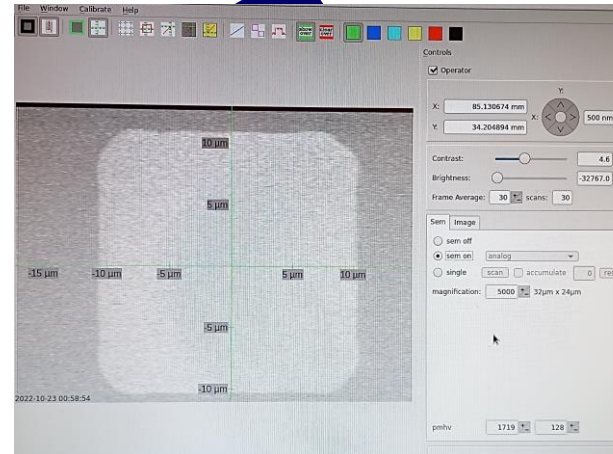 File Window Calibrate Help
Controls
Operator
Y:
X: 85.130674 mm
X:
500 nm
Y: 34.204894 mm
Contrast: 4.6
Brightness: -32767.0
Frame Average: 30 scans: 30
Sem Image
sem off
sem on analog
single scan accumulate 0 res
magnification: 5000 32µm x 24µm
pmhv 1719 128
10 µm
5 µm
-15 µm -10 µm -5 µm 5 µm 10 µm
-5 µm
-10 µm
2022-10-23 00:58:54